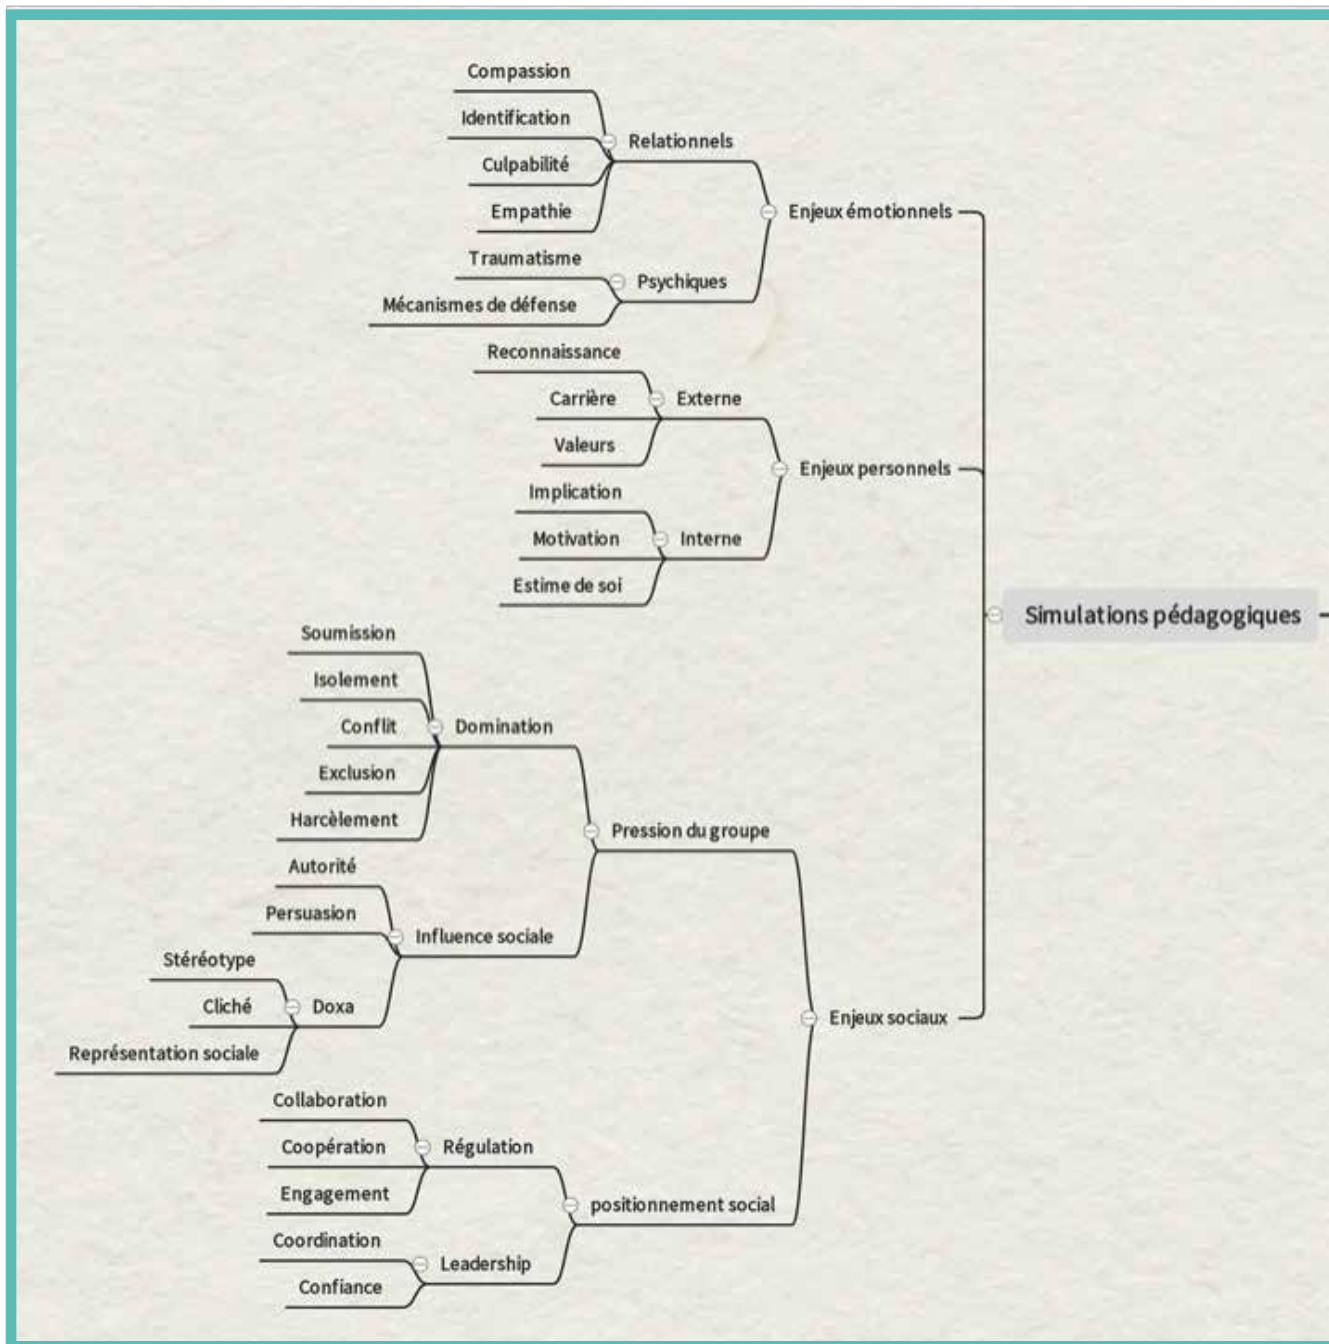 Compassion
Identification
Relationnels
Culpabilité
Empathie
Enjeux émotionnels
Traumatisme
Psychiques
Mécanismes de défense
Reconnaissance
Carrière
Externe
Valeurs
Enjeux personnels
Implication
Motivation
Interne
Estime de soi
Simulations pédagogiques
Soumission
Isolement
Conflit
Domination
Exclusion
Harcèlement
Pression du groupe
Autorité
Persuasion
Influence sociale
Stéréotype
Cliché
Doxa
Enjeux sociaux
Représentation sociale
Collaboration
Coopération
Régulation
Engagement
positionnement social
Coordination
Leadership
Confiance